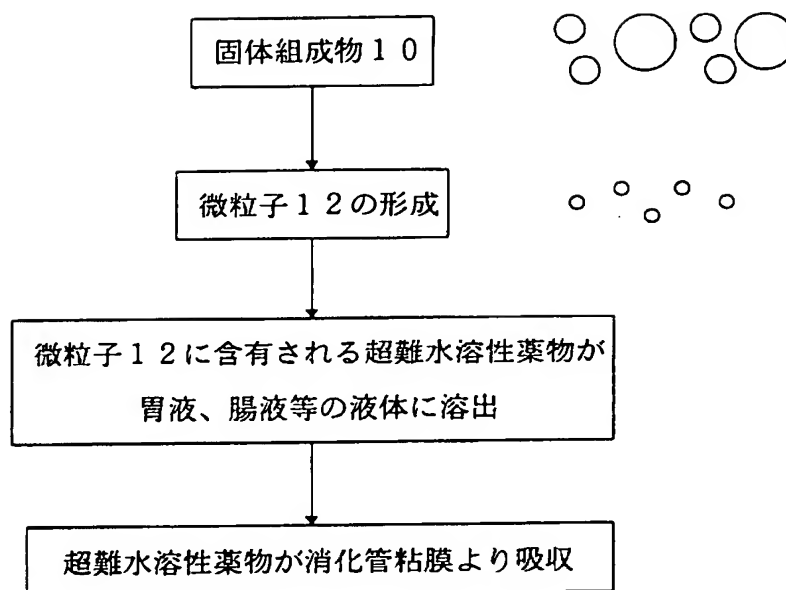 固体組成物１０
微粒子１２の形成
微粒子１２に含有される超難水溶性薬物が
胃液、腸液等の液体に溶出
超難水溶性薬物が消化管粘膜より吸収